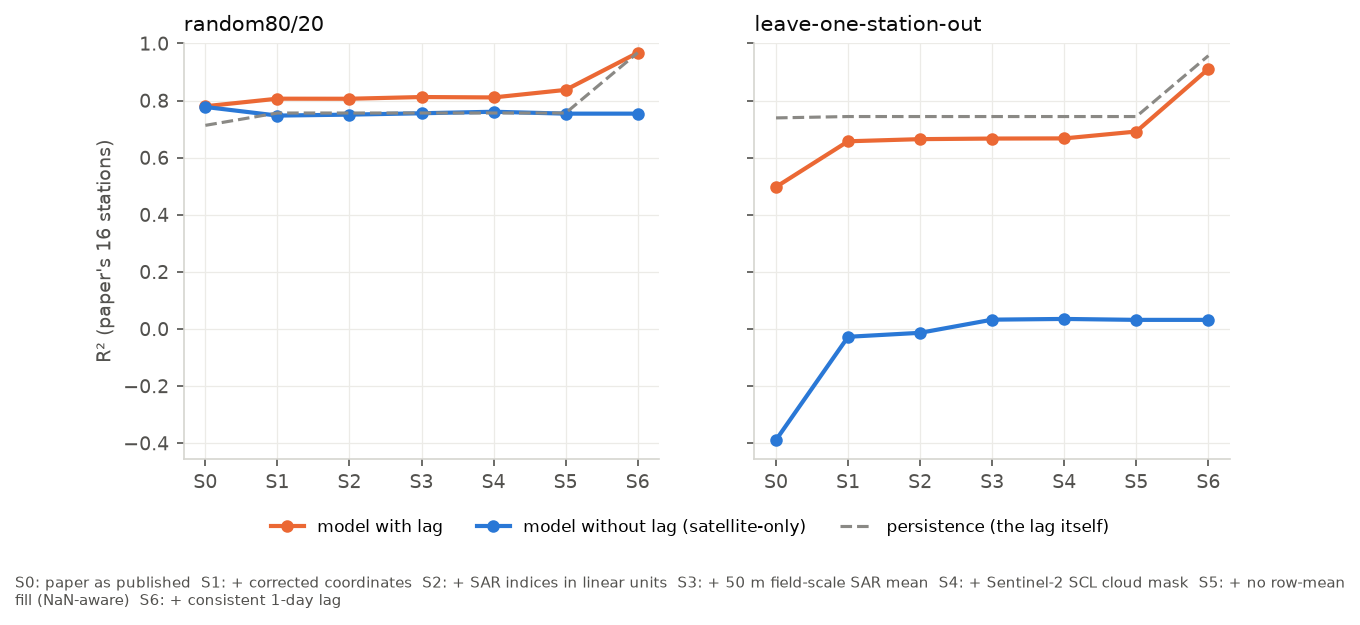 random80/20
leave-one-station-out
R² (paper's 16 stations)
1.0
0.8
0.6
0.4
0.2
0.0
−0.2
−0.4
S0 S1 S2 S3 S4 S5 S6
S0 S1 S2 S3 S4 S5 S6
model with lag
model without lag (satellite-only)
persistence (the lag itself)
S0: paper as published S1: + corrected coordinates S2: + SAR indices in linear units S3: + 50 m field-scale SAR mean S4: + Sentinel-2 SCL cloud mask S5: + no row-mean
fill (NaN-aware) S6: + consistent 1-day lag